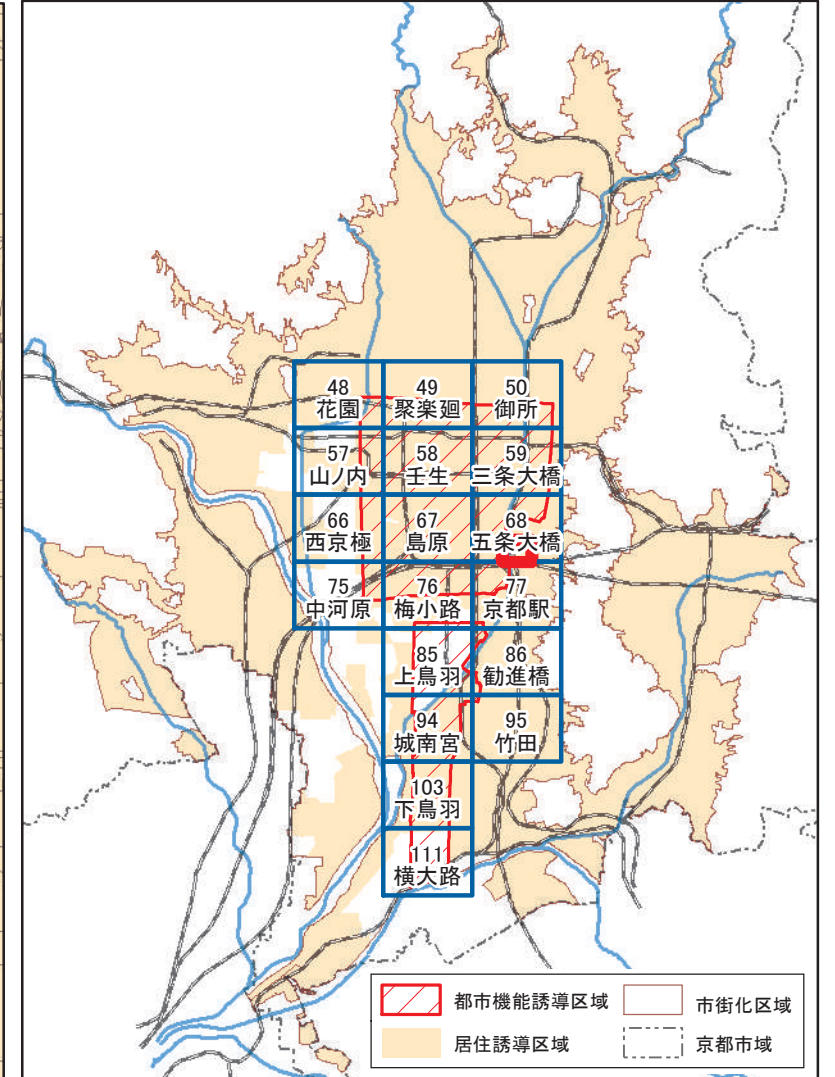 48
花園
49
聚楽廻
50
御所
57
山ノ内
58
壬生
59
三条大橋
66
西京極
67
島原
68
五条大橋
75
中河原
76
梅小路
77
京都駅
85
上鳥羽
86
勧進橋
94
城南宮
95
竹田
103
下鳥羽
111
横大路
都市機能誘導区域
市街化区域
居住誘導区域
京都市域